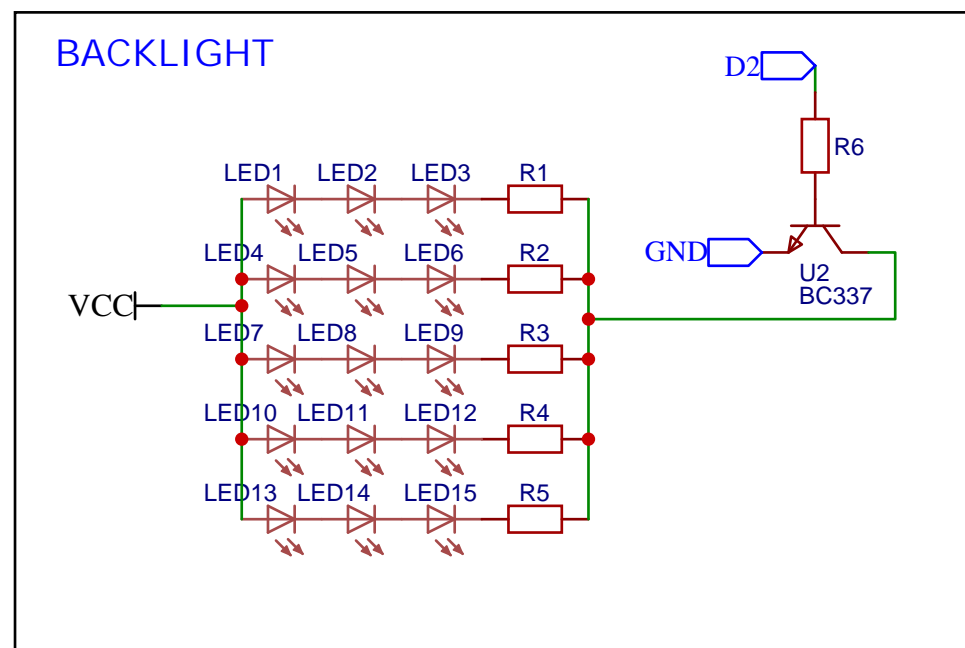 BACKLIGHT
D2
R6
LED1 LED2 LED3 R1
GND
U2
BC337
LED4 LED5 LED6 R2
VCC
LED7 LED8 LED9 R3
LED10 LED11 LED12 R4
LED13 LED14 LED15 R5